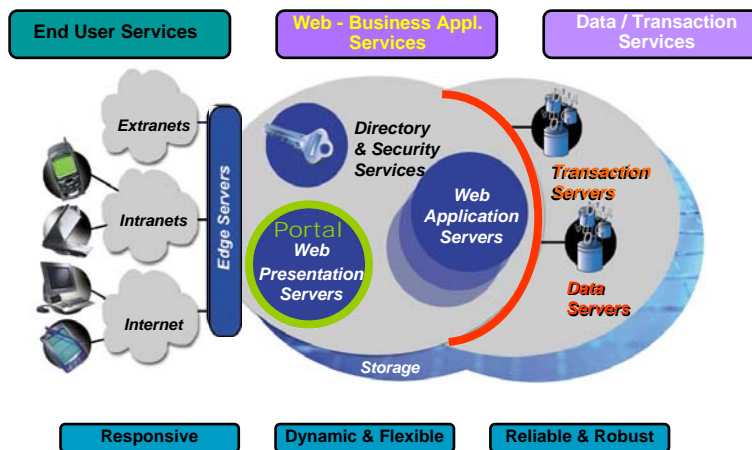 End User Services
Web - Business Appl.
Services
Data / Transaction
Services
Extranets
Intranets
Internet
Edge Servers
Directory
& Security
Services
Portal
Web
Presentation
Servers
Web
Application
Servers
Transaction
Servers
Data
Servers
Storage
Responsive
Dynamic & Flexible
Reliable & Robust